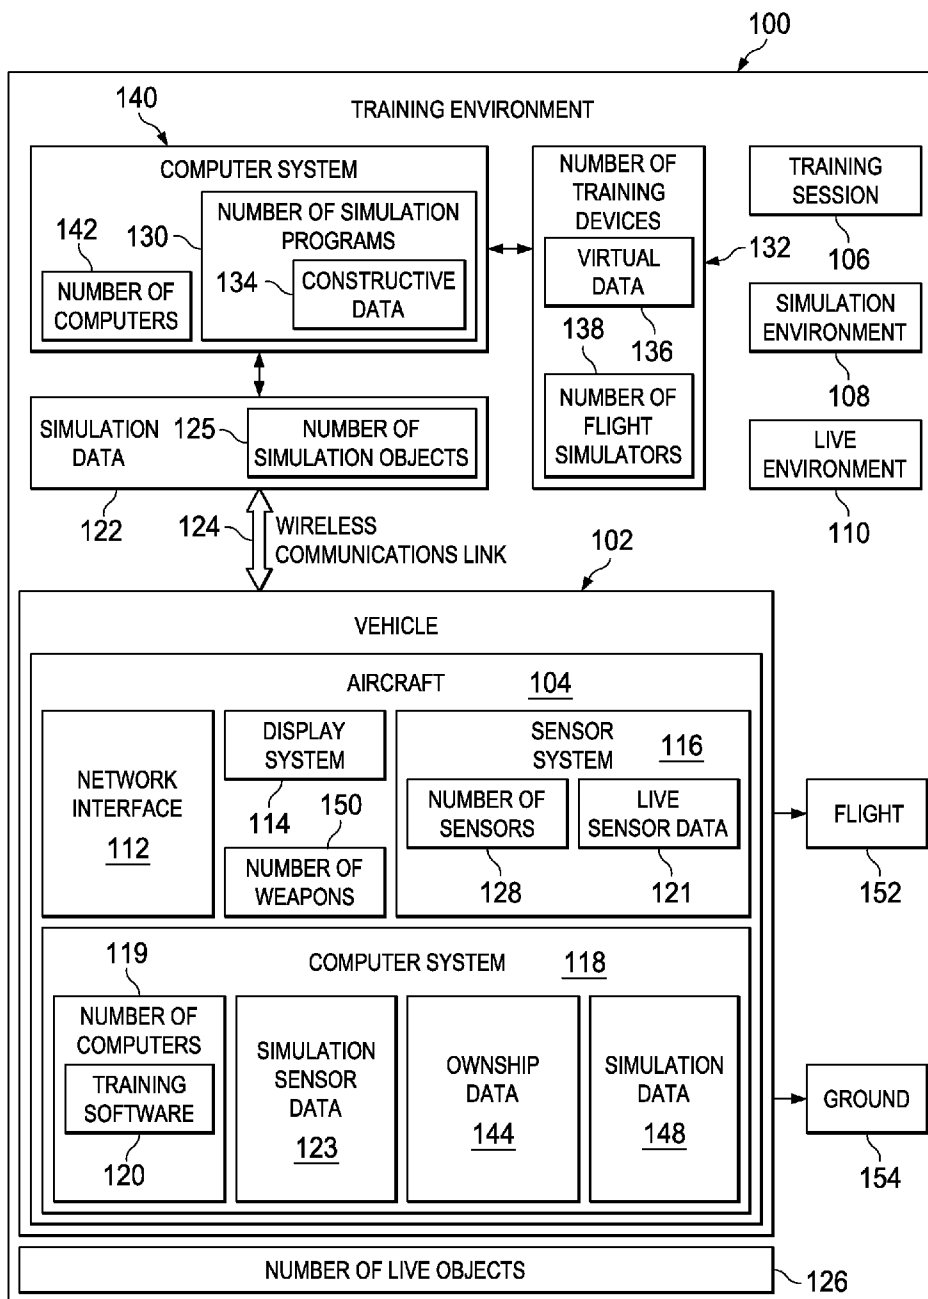 100
TRAINING ENVIRONMENT
140
COMPUTER SYSTEM
142
NUMBER OF
COMPUTERS
130
NUMBER OF SIMULATION
PROGRAMS
134
CONSTRUCTIVE
DATA
NUMBER OF
TRAINING
DEVICES
VIRTUAL
DATA
132
136
138
NUMBER OF
FLIGHT
SIMULATORS
TRAINING
SESSION
106
SIMULATION
ENVIRONMENT
108
LIVE
ENVIRONMENT
110
SIMULATION
DATA
125
NUMBER OF
SIMULATION OBJECTS
122
124
WIRELESS
COMMUNICATIONS LINK
102
VEHICLE
AIRCRAFT 104
NETWORK
INTERFACE
112
DISPLAY
SYSTEM
114
150
NUMBER OF
WEAPONS
SENSOR
SYSTEM
116
NUMBER OF
SENSORS
128
LIVE
SENSOR DATA
121
FLIGHT
152
119
COMPUTER SYSTEM 118
NUMBER OF
COMPUTERS
TRAINING
SOFTWARE
120
SIMULATION
SENSOR
DATA
123
OWNSHIP
DATA
144
SIMULATION
DATA
148
GROUND
154
NUMBER OF LIVE OBJECTS
126